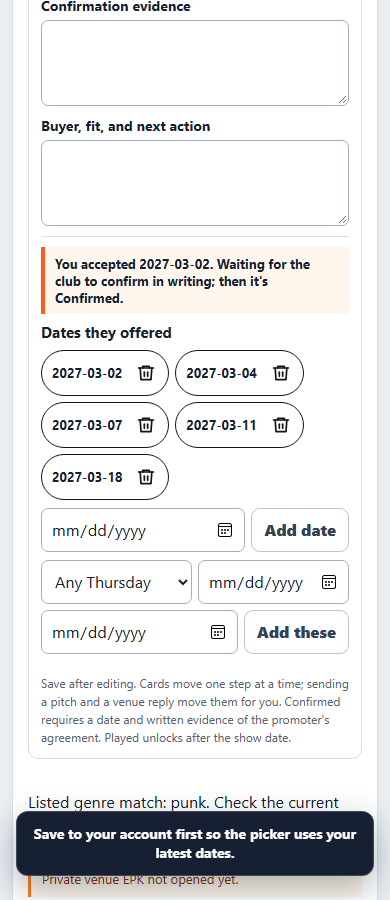 Confirmation evidence
Buyer, fit, and next action
You accepted 2027-03-02. Waiting for the
club to confirm in writing; then it's
Confirmed.
Dates they offered
2027-03-02
2027-03-04
2027-03-07
2027-03-11
2027-03-18
mm/dd/yyyy
Add date
Any Thursday
mm/dd/yyyy
mm/dd/yyyy
Add these
Save after editing. Cards move one step at a time; sending
a pitch and a venue reply move them for you. Confirmed
requires a date and written evidence of the promoter's
agreement. Played unlocks after the show date.
Listed genre match: punk. Check the current
Save to your account first so the picker uses your
latest dates.
Private venue EPK not opened yet.